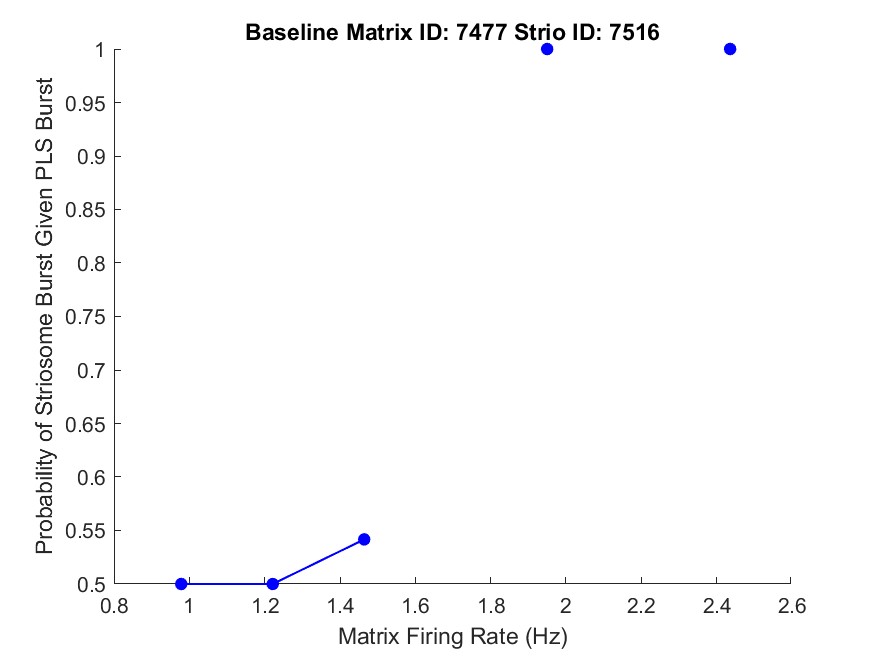 Baseline Matrix ID: 7477 Strio ID: 7516
Probability of Striosome Burst Given PLS Burst
1
0.95
0.9
0.85
0.8
0.75
0.7
0.65
0.6
0.55
0.5
0.8 1 1.2 1.4 1.6 1.8 2 2.2 2.4 2.6
Matrix Firing Rate (Hz)